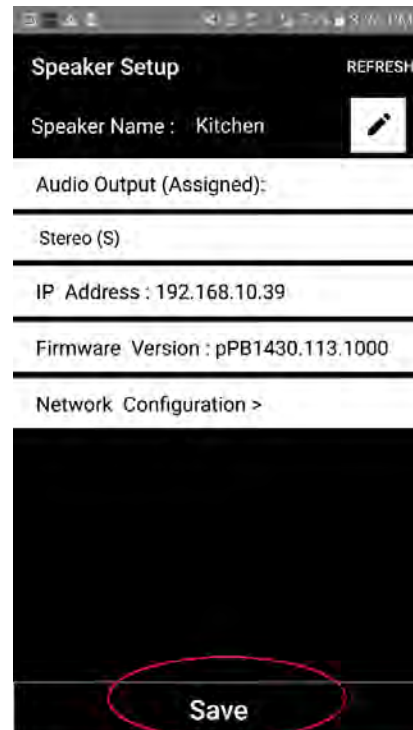 Speaker Setup
REFRESH
Speaker Name : Kitchen
Audio Output (Assigned):
Stereo (S)
IP Address : 192.168.10.39
Firmware Version : pPB1430.113.1000
Network Configuration >
Save